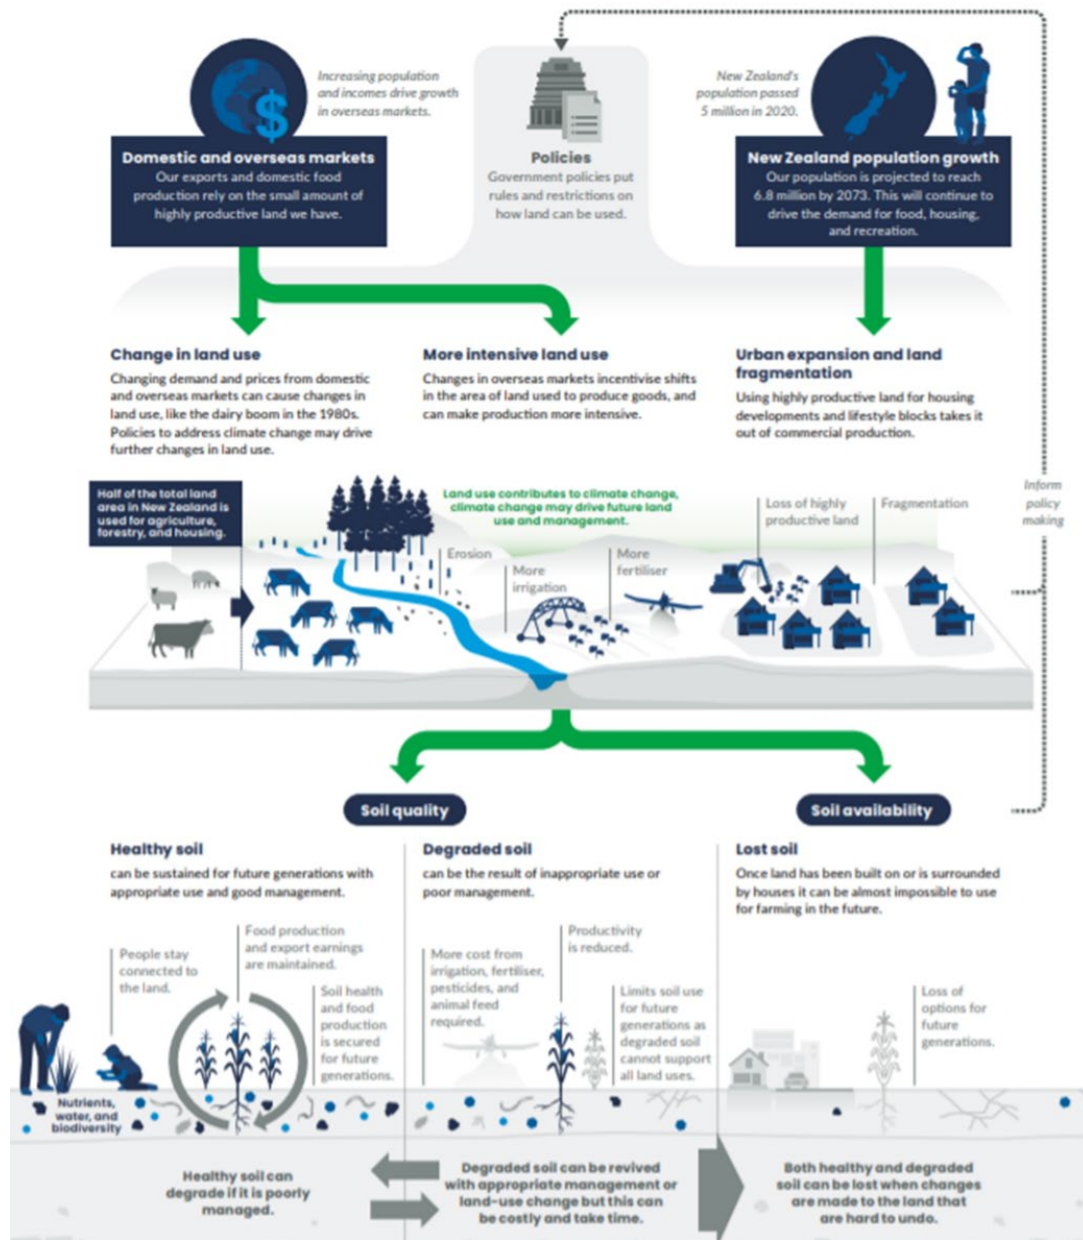 Increasing population
and incomes drive growth
in overseas markets.
Domestic and overseas markets
Our exports and domestic food
production rely on the small amount of
highly productive land we have.
Policies
Government policies put
rules and restrictions on
how land can be used.
New Zealand's
population passed
5 million in 2020.
New Zealand population growth
Our population is projected to reach
6.8 million by 2073. This will continue to
drive the demand for food, housing,
and recreation.
Change in land use
Changing demand and prices from domestic
and overseas markets can cause changes in
land use, like the dairy boom in the 1980s.
Policies to address climate change may drive
further changes in land use.
More intensive land use
Changes in overseas markets incentivise shifts
in the area of land used to produce goods, and
can make production more intensive.
Urban expansion and land
fragmentation
Using highly productive land for housing
developments and lifestyle blocks takes it
out of commercial production.
Half of the total land
area in New Zealand is
used for agriculture,
forestry, and housing.
Land use contributes to climate change,
climate change may drive future land
use and management.
Erosion
More
irrigation
More
fertiliser
Loss of highly
productive land
Fragmentation
Inform
policy
making
Soil quality
Soil availability
Healthy soil
can be sustained for future generations with
appropriate use and good management.
Degraded soil
can be the result of inappropriate use or
poor management.
Lost soil
Once land has been built on or is surrounded
by houses it can be almost impossible to use
for farming in the future.
People stay
connected to
the land.
Food production
and export earnings
are maintained.
Soil health
and food
production
is secured
for future
generations.
More cost from
irrigation, fertiliser,
pesticides, and
animal feed
required.
Productivity
is reduced.
Limits soil use
for future
generations as
degraded soil
cannot support
all land uses.
Loss of
options for
future
generations.
Nutrients,
water, and
biodiversity
Healthy soil can
degrade if it is poorly
managed.
Degraded soil can be revived
with appropriate management or
land-use change but this can
be costly and take time.
Both healthy and degraded
soil can be lost when changes
are made to the land that
are hard to undo.